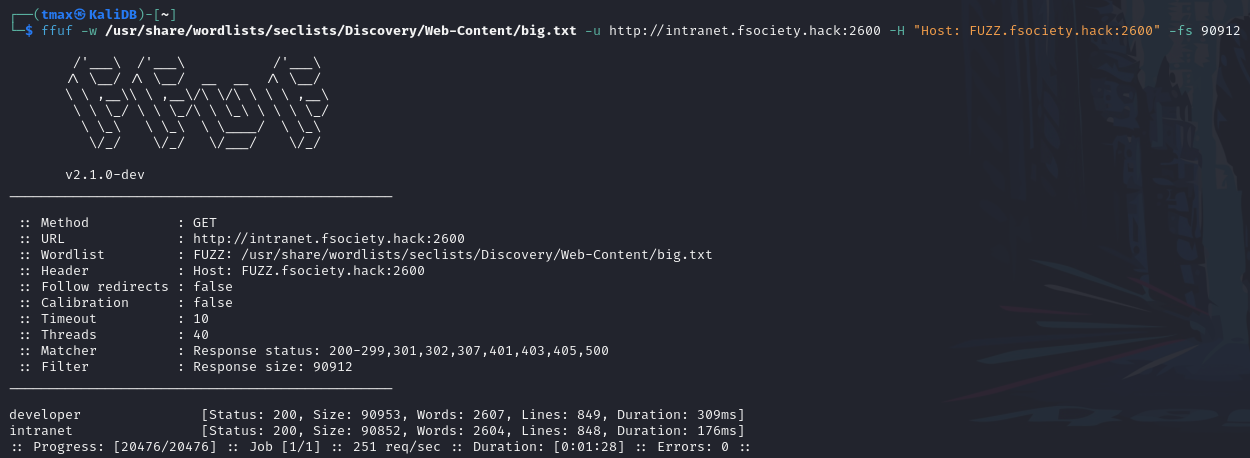 ┌──(tmax㉿KaliDB)-[~]
└─$ ffuf -w /usr/share/wordlists/seclists/Discovery/Web-Content/big.txt -u http://intranet.fsociety.hack:2600 -H "Host: FUZZ.fsociety.hack:2600" -fs 90912
v2.1.0-dev
:: Method : GET
:: URL : http://intranet.fsociety.hack:2600
:: Wordlist : FUZZ: /usr/share/wordlists/seclists/Discovery/Web-Content/big.txt
:: Header : Host: FUZZ.fsociety.hack:2600
:: Follow redirects : false
:: Calibration : false
:: Timeout : 10
:: Threads : 40
:: Matcher : Response status: 200-299,301,302,307,401,403,405,500
:: Filter : Response size: 90912
developer [Status: 200, Size: 90953, Words: 2607, Lines: 849, Duration: 309ms]
intranet [Status: 200, Size: 90852, Words: 2604, Lines: 848, Duration: 176ms]
:: Progress: [20476/20476] :: Job [1/1] :: 251 req/sec :: Duration: [0:01:28] :: Errors: 0 ::